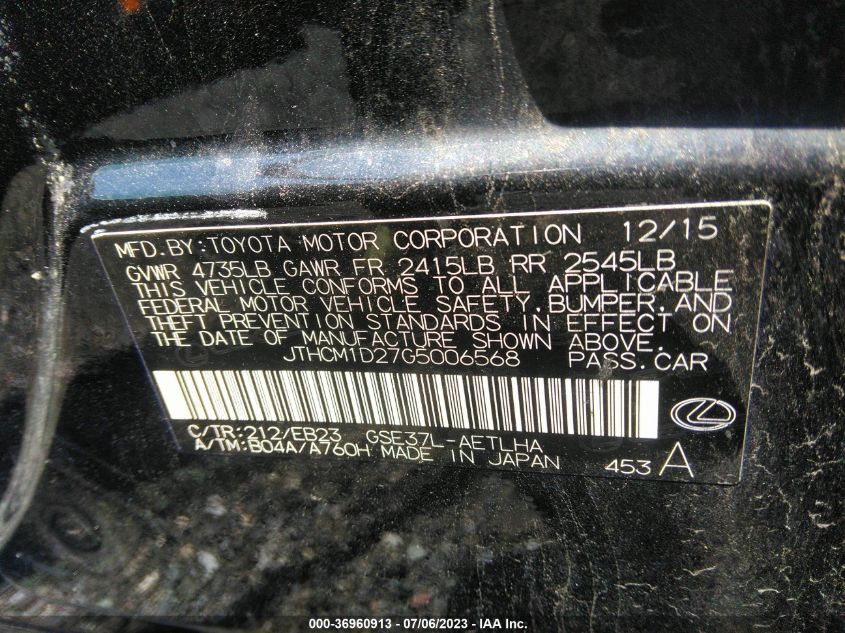 MFD.BY:TOYOTA MOTOR CORPORATION 12/15
GVWR 4735LB GAWR FR 2415LB RR 2545LB
THIS VEHICLE CONFORMS TO ALL APPLICABLE
FEDERAL MOTOR VEHICLE SAFETY,BUMPER,AND
THEFT PREVENTION STANDARDS IN EFFECT ON
THE DATE OF MANUFACTURE SHOWN ABOVE.
JTHCM1D27G5006568 PASS.CAR
C/TR:212/EB23 GSE37L-AETLHA
A/TM:B04A/A760H MADE IN JAPAN 453 A
000-36960913 - 07/06/2023 - IAA Inc.